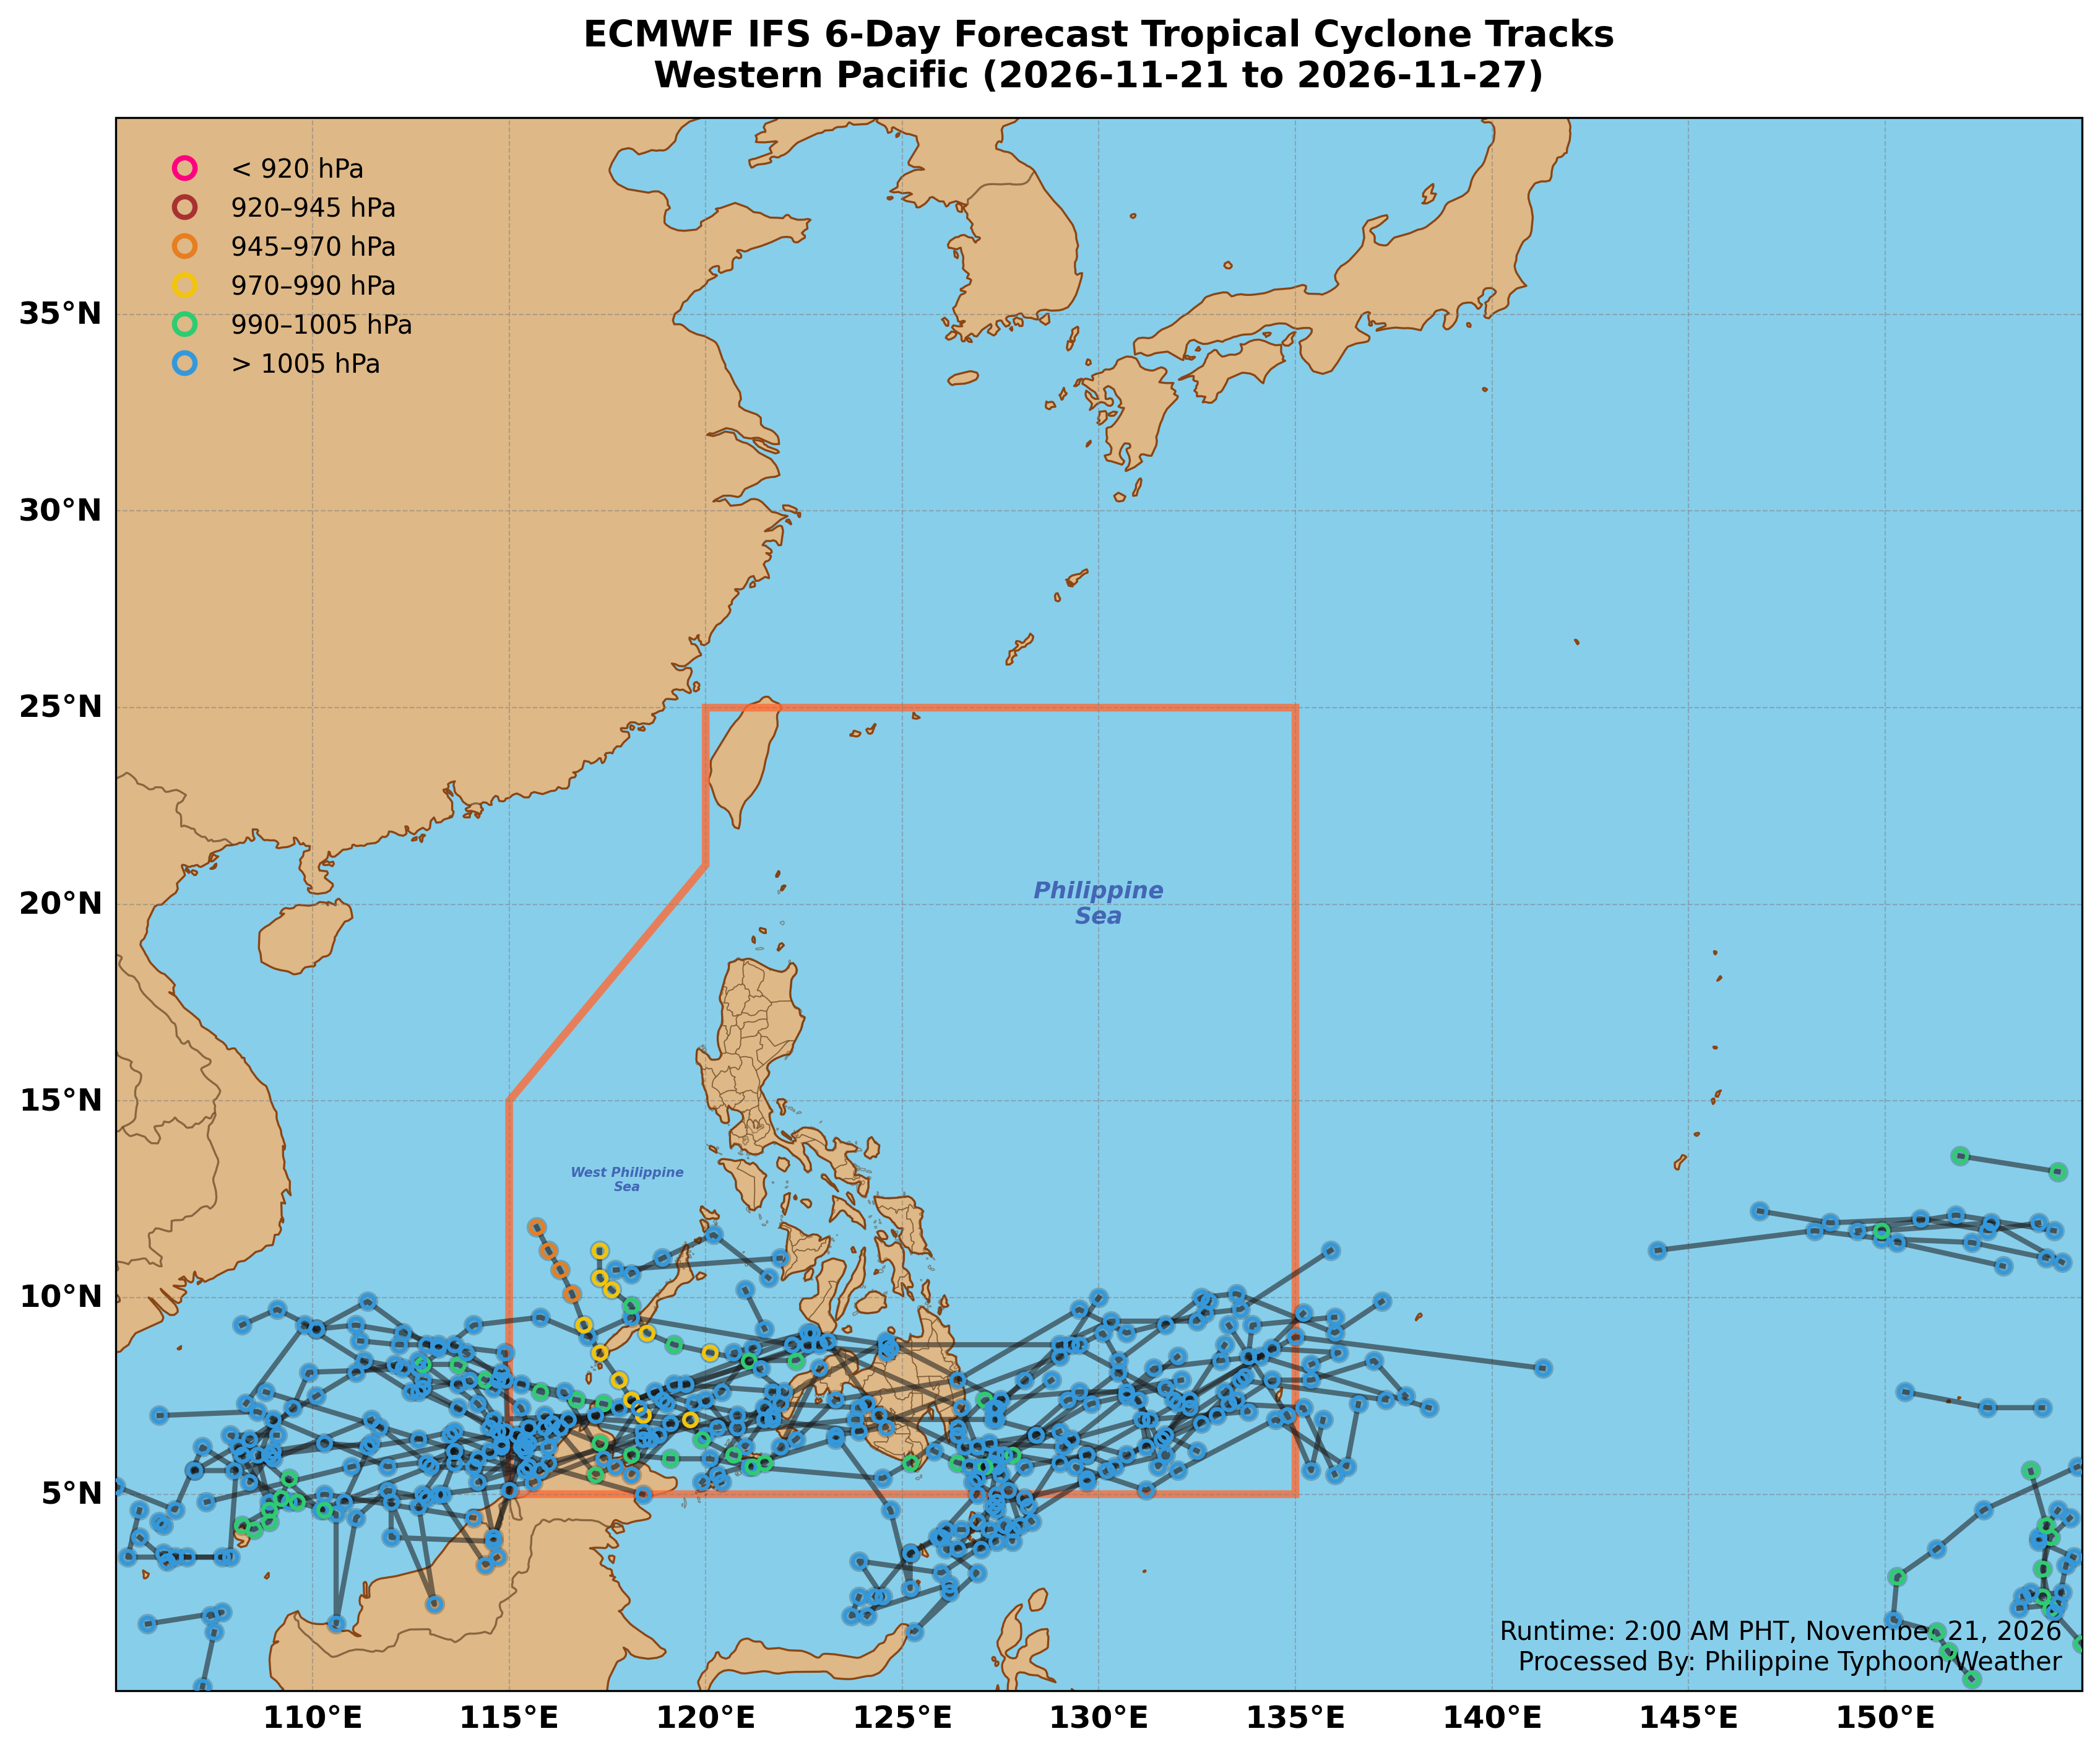 ECMWF IFS 6-Day Forecast Tropical Cyclone Tracks
Western Pacific (2026-11-21 to 2026-11-27)
< 920 hPa
920–945 hPa
945–970 hPa
970–990 hPa
990–1005 hPa
> 1005 hPa
35°N
30°N
25°N
20°N
15°N
10°N
5°N
Philippine
Sea
West Philippine
Sea
Runtime: 2:00 AM PHT, November 21, 2026
Processed By: Philippine Typhoon/Weather
110°E
115°E
120°E
125°E
130°E
135°E
140°E
145°E
150°E